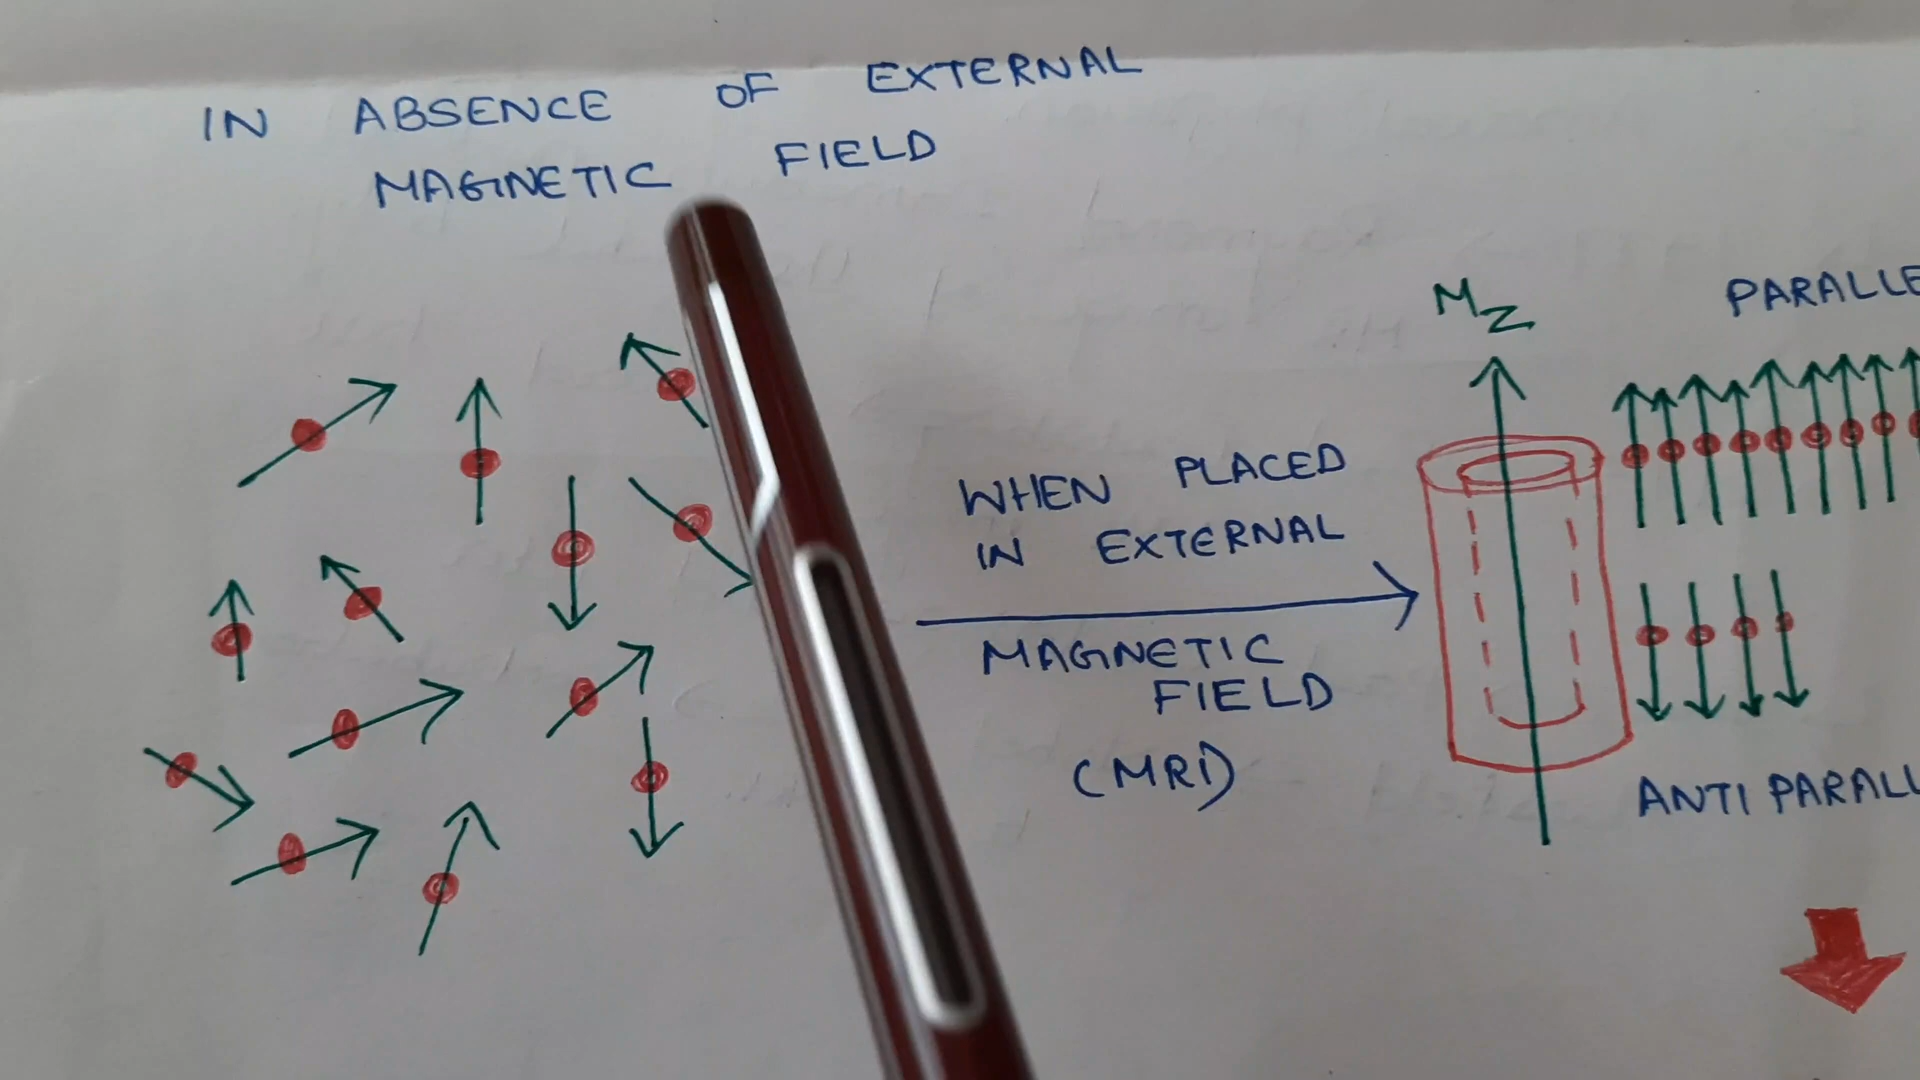 IN ABSENCE OF EXTERNAL
MAGNETIC FIELD
WHEN PLACED
IN EXTERNAL
MAGNETIC
FIELD
(MRI)
MZ
PARALLE
ANTI PARALL